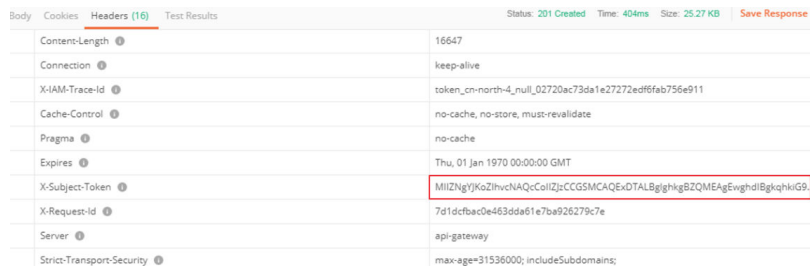 Body Cookies Headers (16) Test Results Status: 201 Created Time: 404ms Size: 25.27 KB Save Response
Content-Length 16647
Connection keep-alive
X-IAM-Trace-Id token_cn-north-4_null_02720ac73da1e27272edf6fab756e911
Cache-Control no-cache, no-store, must-revalidate
Pragma no-cache
Expires Thu, 01 Jan 1970 00:00:00 GMT
X-Subject-Token MIIZNgYJKoZIhvcNAQcCoIIZJzCCGSMCAQExDTALBglghkgBZQMEAgEwghdIBgkqhkiG9...
X-Request-Id 7d1dcfbac0e463dda61e7ba926279c7e
Server api-gateway
Strict-Transport-Security max-age=31536000; includeSubdomains;